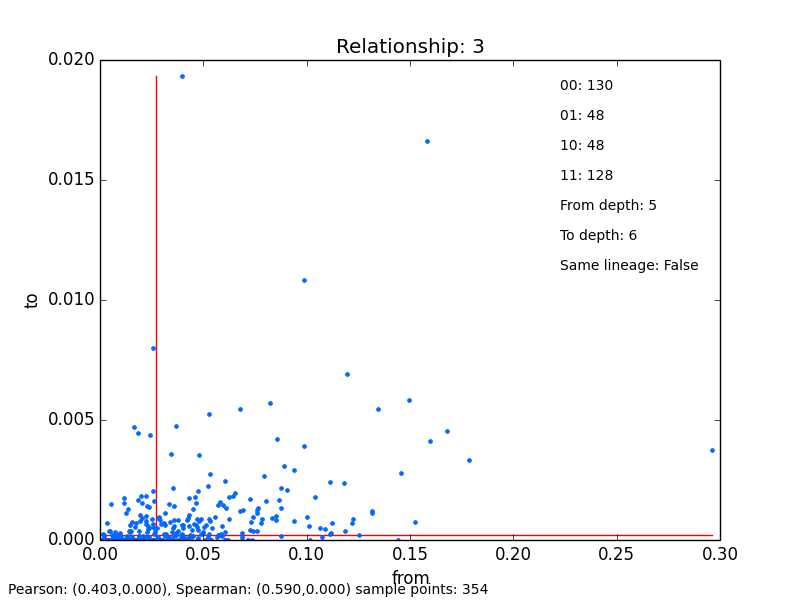 Relationship: 3
0.020
0.015
0.010
0.005
0.000
to
00: 130
01: 48
10: 48
11: 128
From depth: 5
To depth: 6
Same lineage: False
0.00 0.05 0.10 0.15 0.20 0.25 0.30
from
Pearson: (0.403,0.000), Spearman: (0.590,0.000) sample points: 354